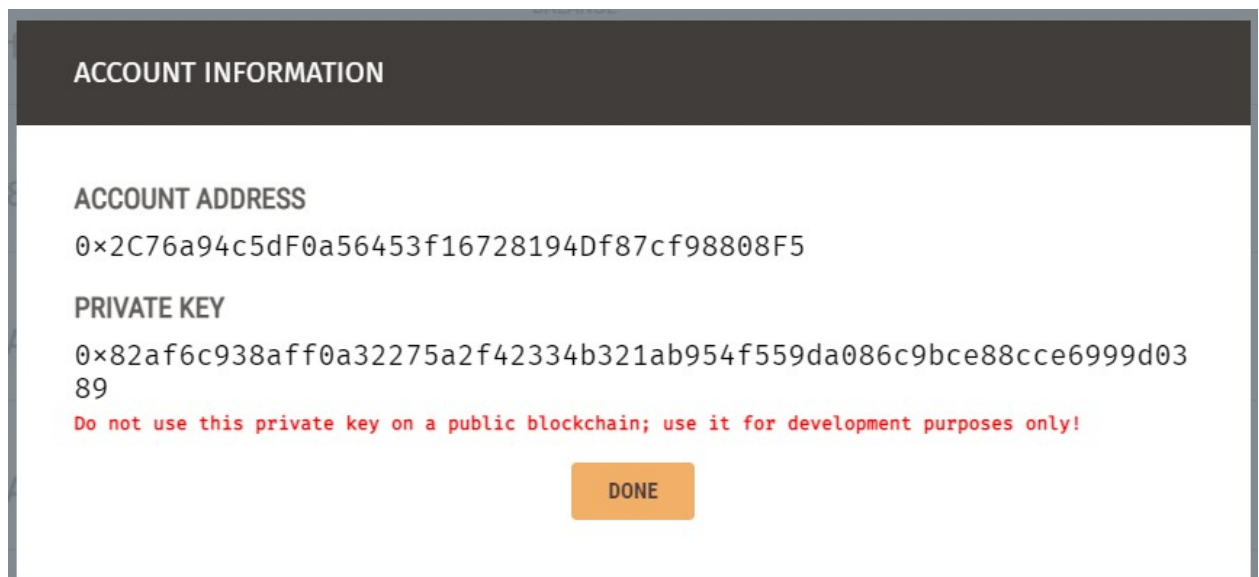 ACCOUNT INFORMATION
ACCOUNT ADDRESS
0×2C76a94c5dF0a56453f16728194Df87cf98808F5
PRIVATE KEY
0×82af6c938aff0a32275a2f42334b321ab954f559da086c9bce88cce6999d03
89
Do not use this private key on a public blockchain; use it for development purposes only!
DONE